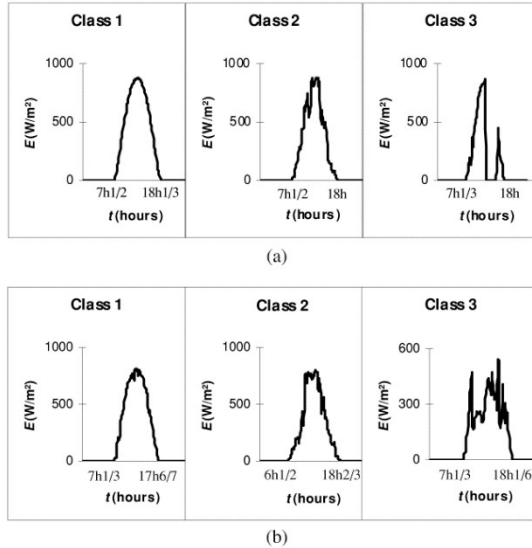 Class 1
Class 2
Class 3
1000
500
0
E(W/m²)
7h1/2 18h1/3
t(hours)
1000
500
0
E(W/m²)
7h1/2 18h
t(hours)
1000
500
0
E(W/m²)
7h1/3 18h
t(hours)
(a)
Class 1
Class 2
Class 3
1000
500
0
E(W/m²)
7h1/3 17h6/7
t(hours)
1000
500
0
E(W/m²)
6h1/2 18h2/3
t(hours)
600
300
0
E(W/m²)
7h1/3 18h1/6
t(hours)
(b)